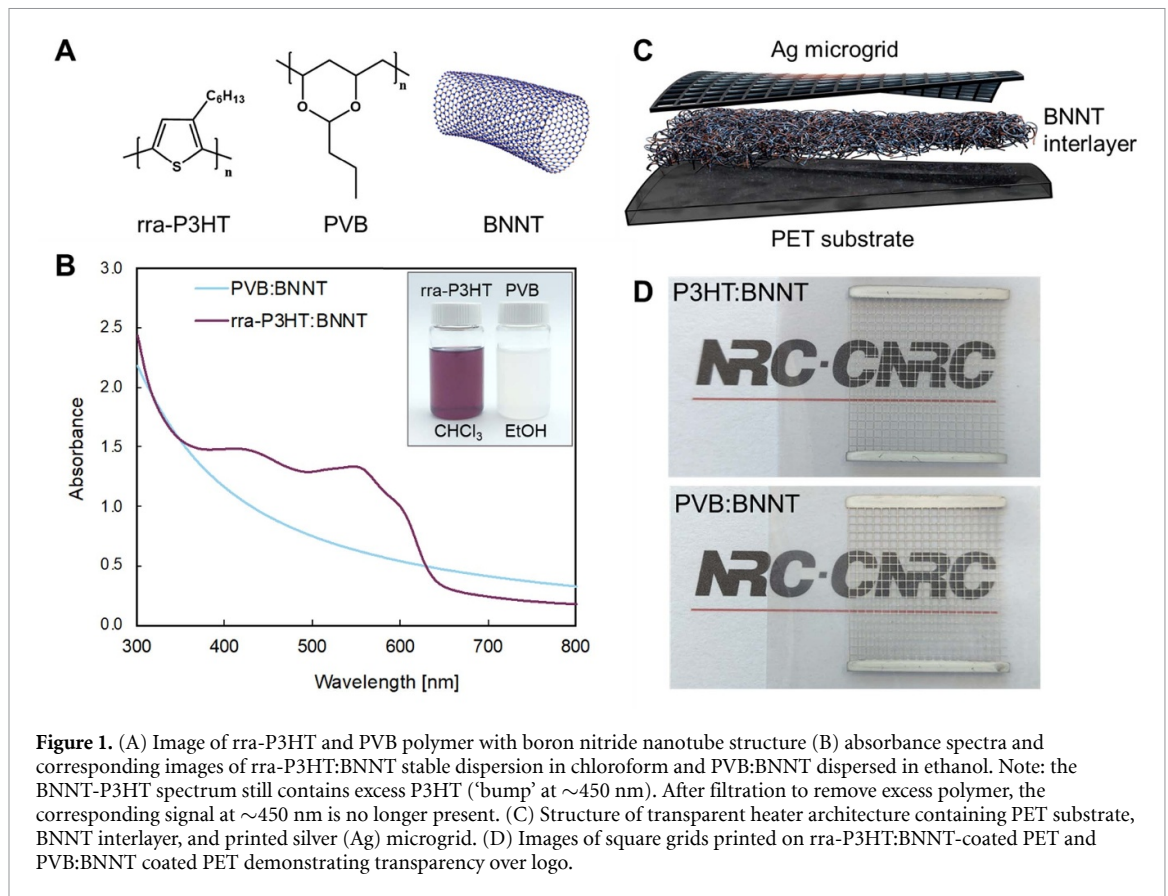 A
C₆H₁₃
S
n
rra-P3HT
n
O
O
PVB
BNNT
B
3.0
2.5
2.0
1.5
1.0
0.5
0.0
Absorbance
300
400
500
600
700
800
Wavelength [nm]
PVB:BNNT
rra-P3HT:BNNT
rra-P3HT PVB
CHCl₃ EtOH
C
Ag microgrid
BNNT
interlayer
PET substrate
D
P3HT:BNNT
NRC·CNRC
PVB:BNNT
NRC·CNRC
Figure 1. (A) Image of rra-P3HT and PVB polymer with boron nitride nanotube structure (B) absorbance spectra and
corresponding images of rra-P3HT:BNNT stable dispersion in chloroform and PVB:BNNT dispersed in ethanol. Note: the
BNNT-P3HT spectrum still contains excess P3HT (‘bump’ at ∼450 nm). After filtration to remove excess polymer, the
corresponding signal at ∼450 nm is no longer present. (C) Structure of transparent heater architecture containing PET substrate,
BNNT interlayer, and printed silver (Ag) microgrid. (D) Images of square grids printed on rra-P3HT:BNNT-coated PET and
PVB:BNNT coated PET demonstrating transparency over logo.